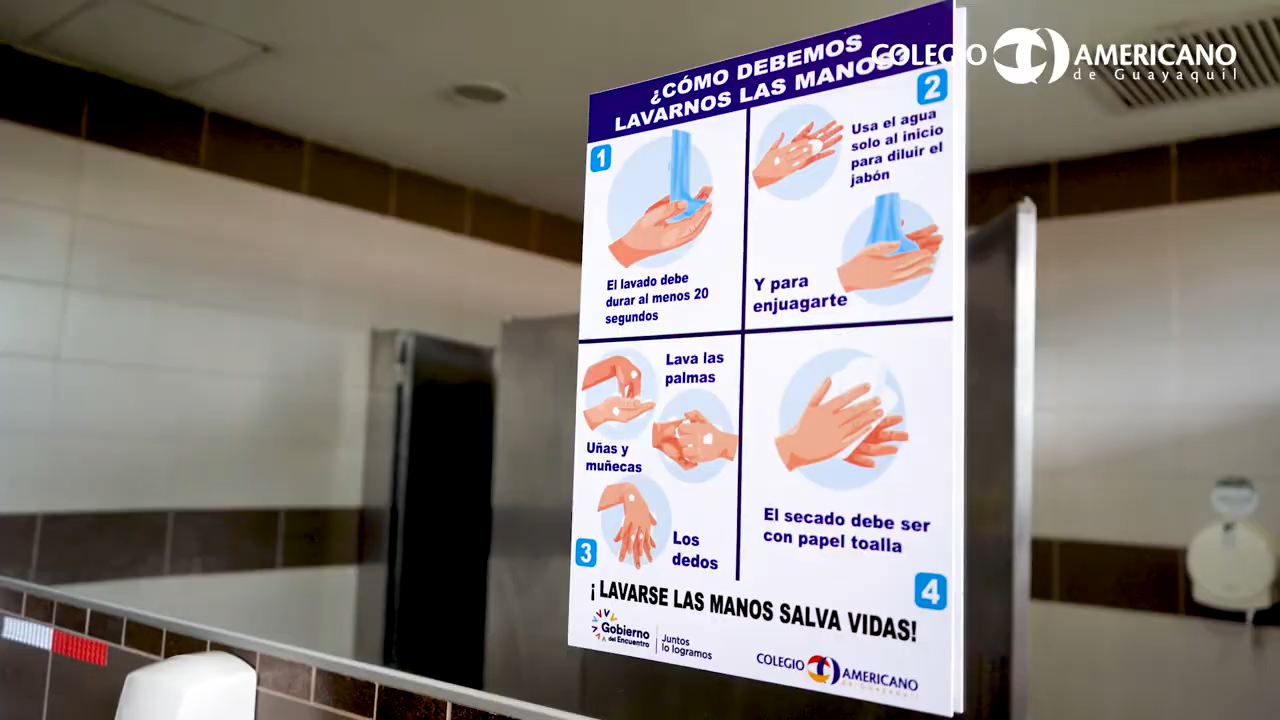 COLEGIO AMERICANO
de Guayaquil
¿CÓMO DEBEMOS
LAVARNOS LAS MANOS?
1
El lavado debe
durar al menos 20
segundos
2
Usa el agua
solo al inicio
para diluir el
jabón
Y para
enjuagarte
3
Lava las
palmas
Uñas y
muñecas
Los
dedos
4
El secado debe ser
con papel toalla
¡ LAVARSE LAS MANOS SALVA VIDAS!
Gobierno
del Encuentro
Juntos
lo logramos
COLEGIO AMERICANO
de Guayaquil